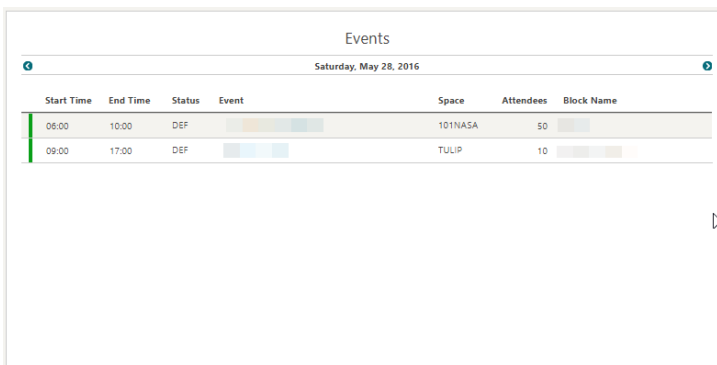 Events
Saturday, May 28, 2016
Start Time End Time Status Event Space Attendees Block Name
06:00 10:00 DEF 101NASA 50
09:00 17:00 DEF TULIP 10